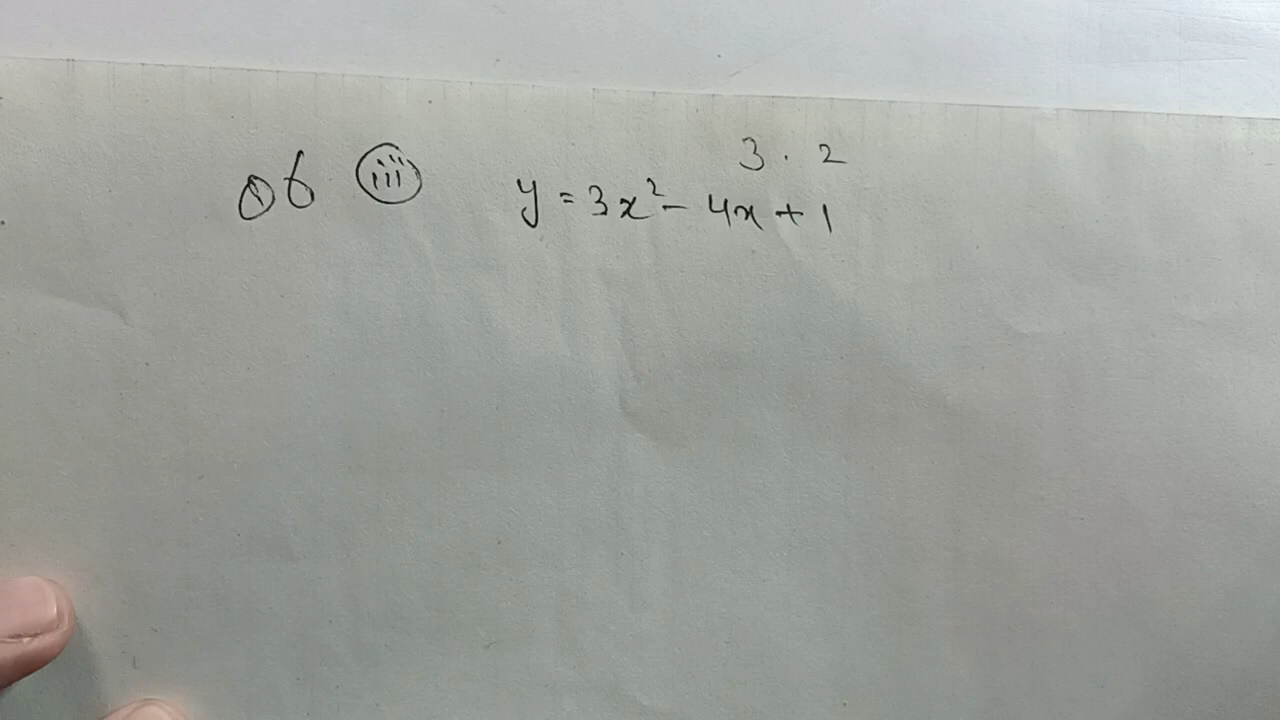 3.2
Q6 (iii) y = 3x² - 4x + 1